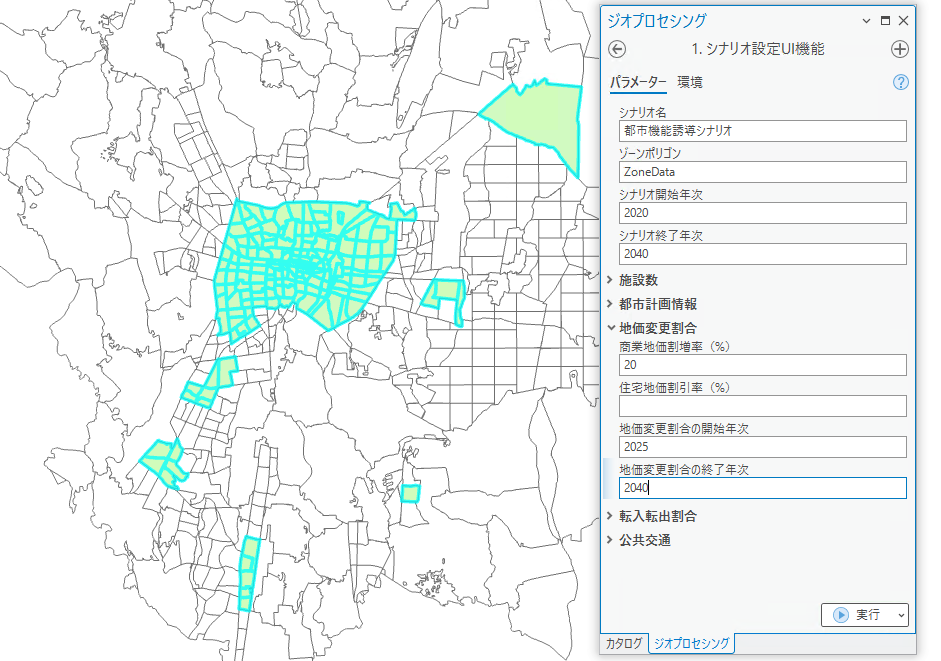 ジオプロセシング
1. シナリオ設定UI機能
パラメーター 環境
シナリオ名
都市機能誘導シナリオ
ゾーンポリゴン
ZoneData
シナリオ開始年次
2020
シナリオ終了年次
2040
施設数
都市計画情報
地価変更割合
商業地価割増率（%）
20
住宅地価割引率（%）
地価変更割合の開始年次
2025
地価変更割合の終了年次
2040
転入転出割合
公共交通
実行
カタログ ジオプロセシング